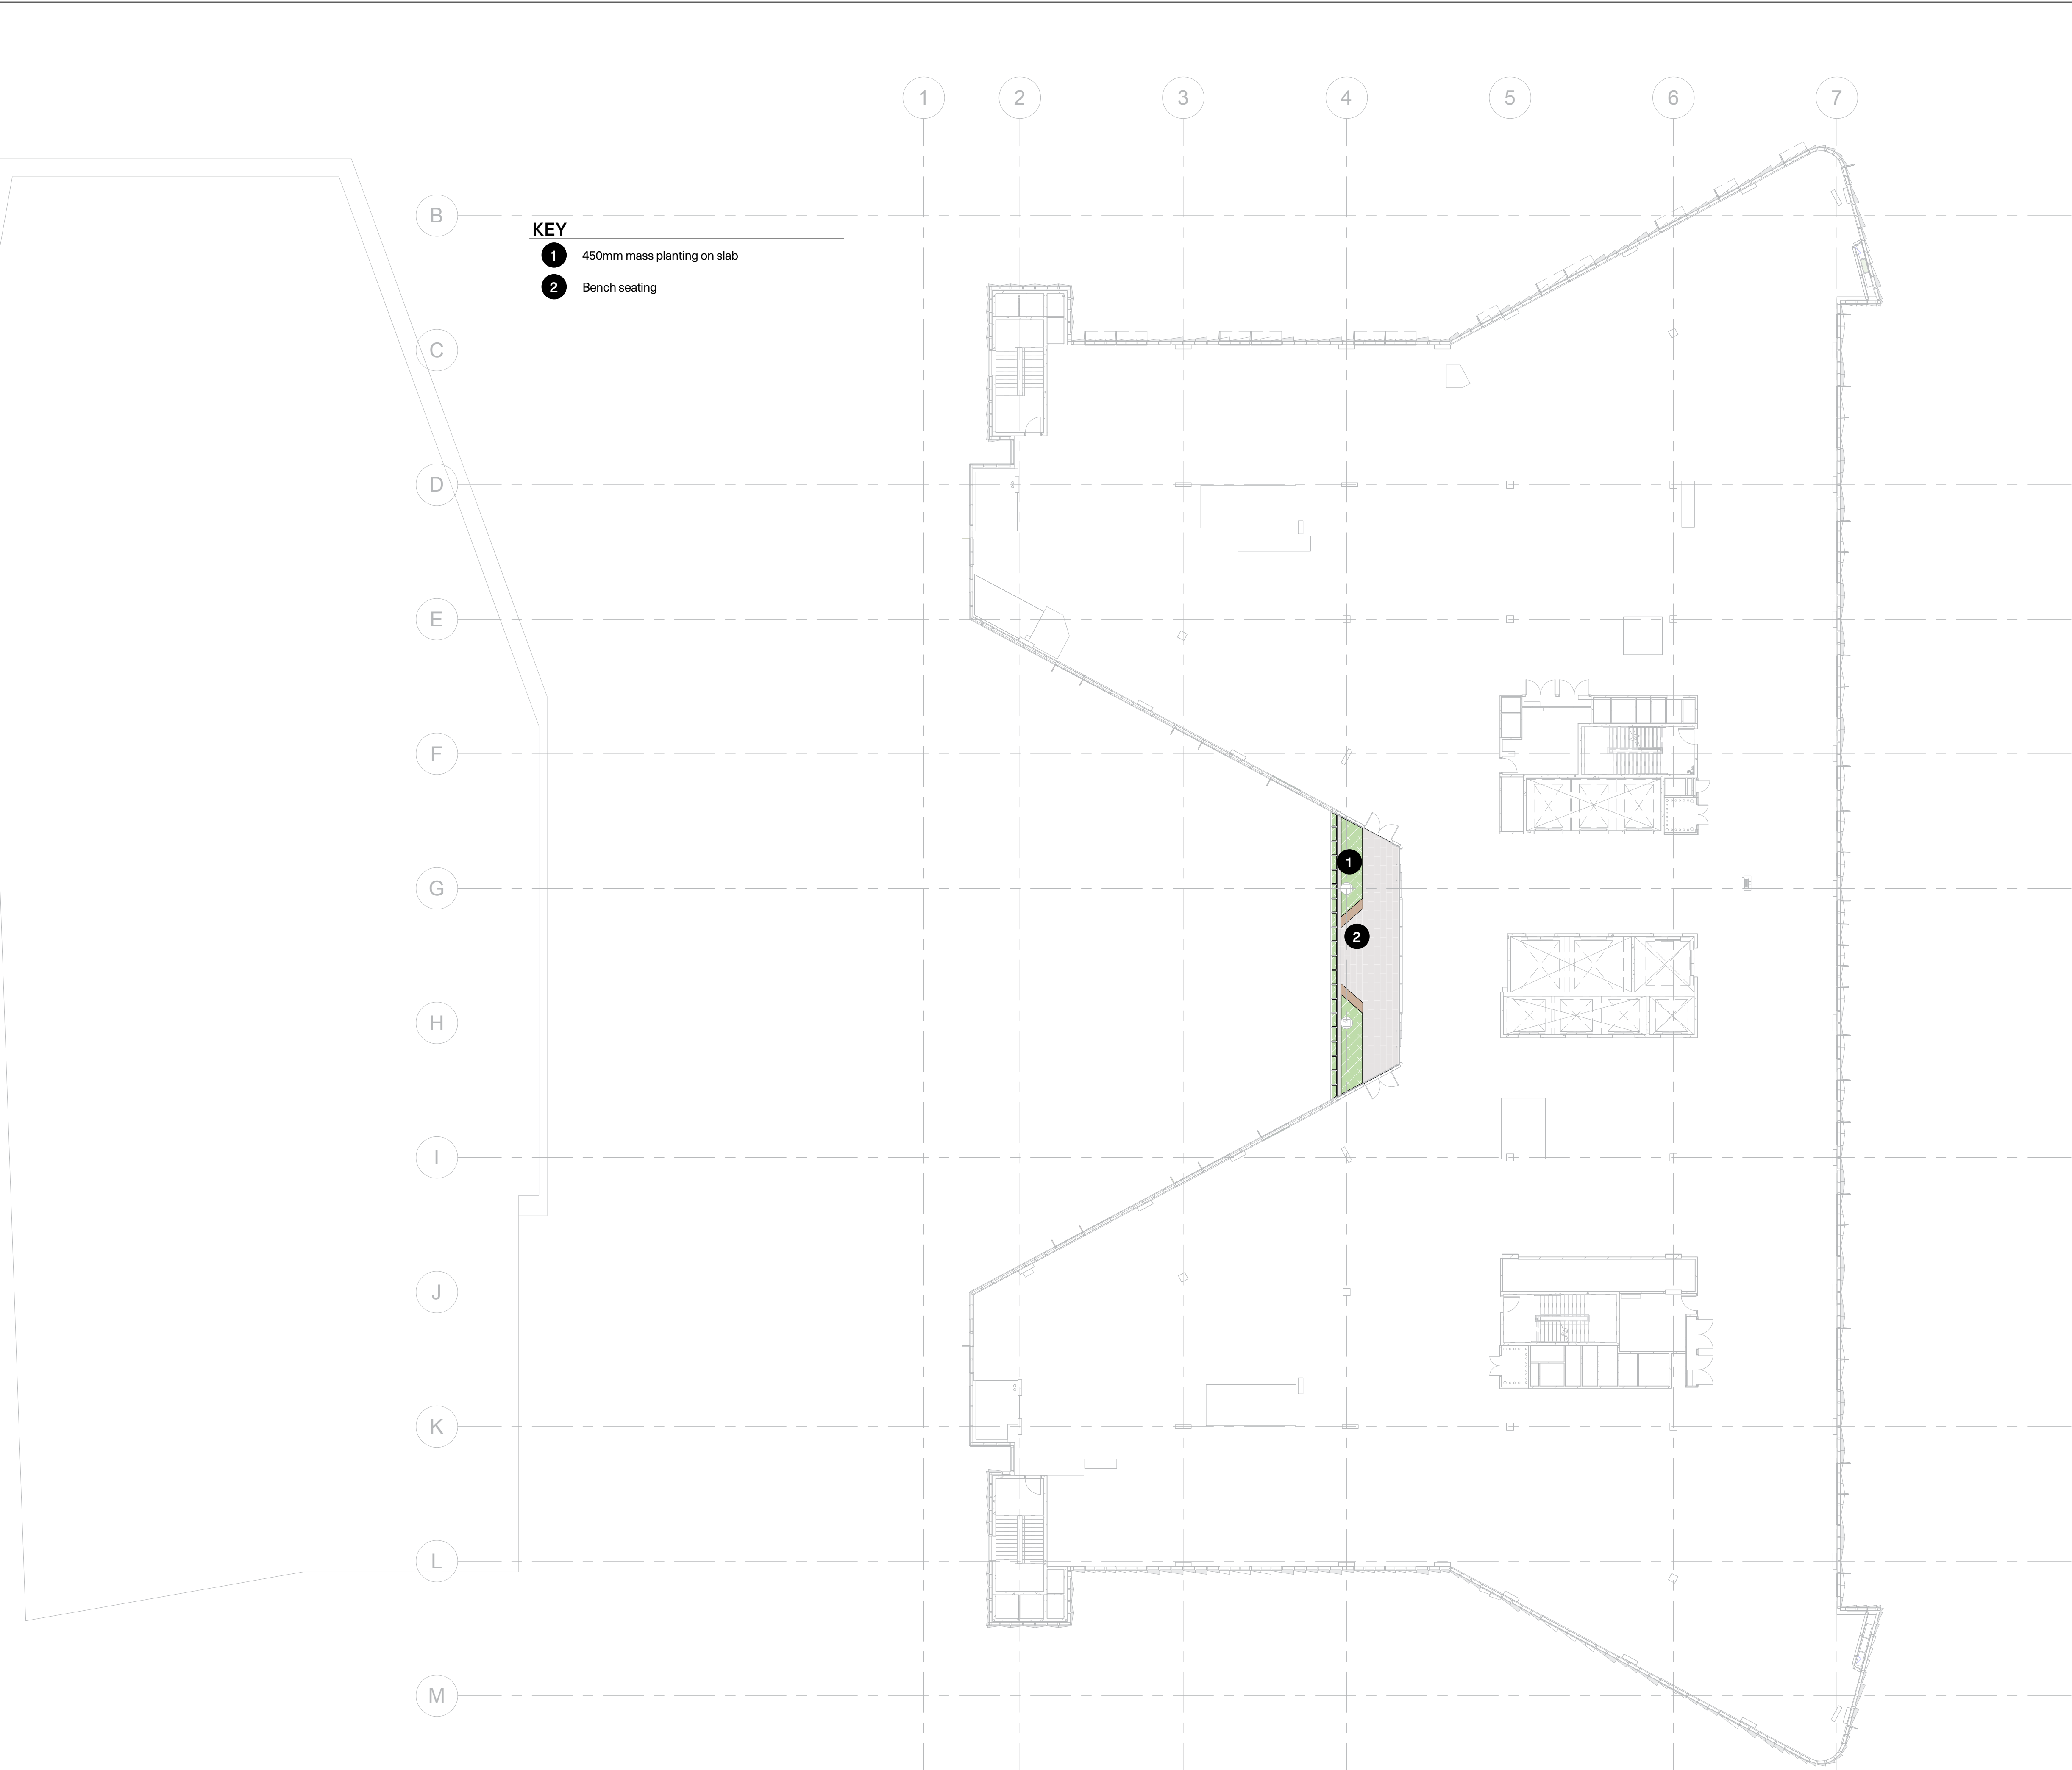 1 2 3 4 5 6 7
B
KEY
1 450mm mass planting on slab
2 Bench seating
C
D
E
F
1
G
2
H
I
J
K
L
M